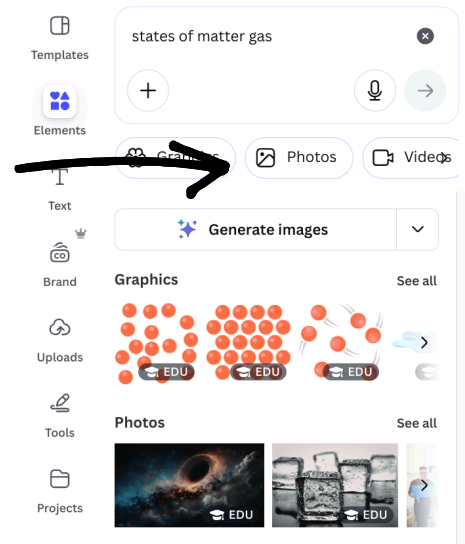 states of matter gas
Templates
Elements
Graphics
Photos
Videos
Text
Generate images
Brand
Graphics
See all
Uploads
EDU
EDU
EDU
Tools
Photos
See all
Projects
EDU
EDU